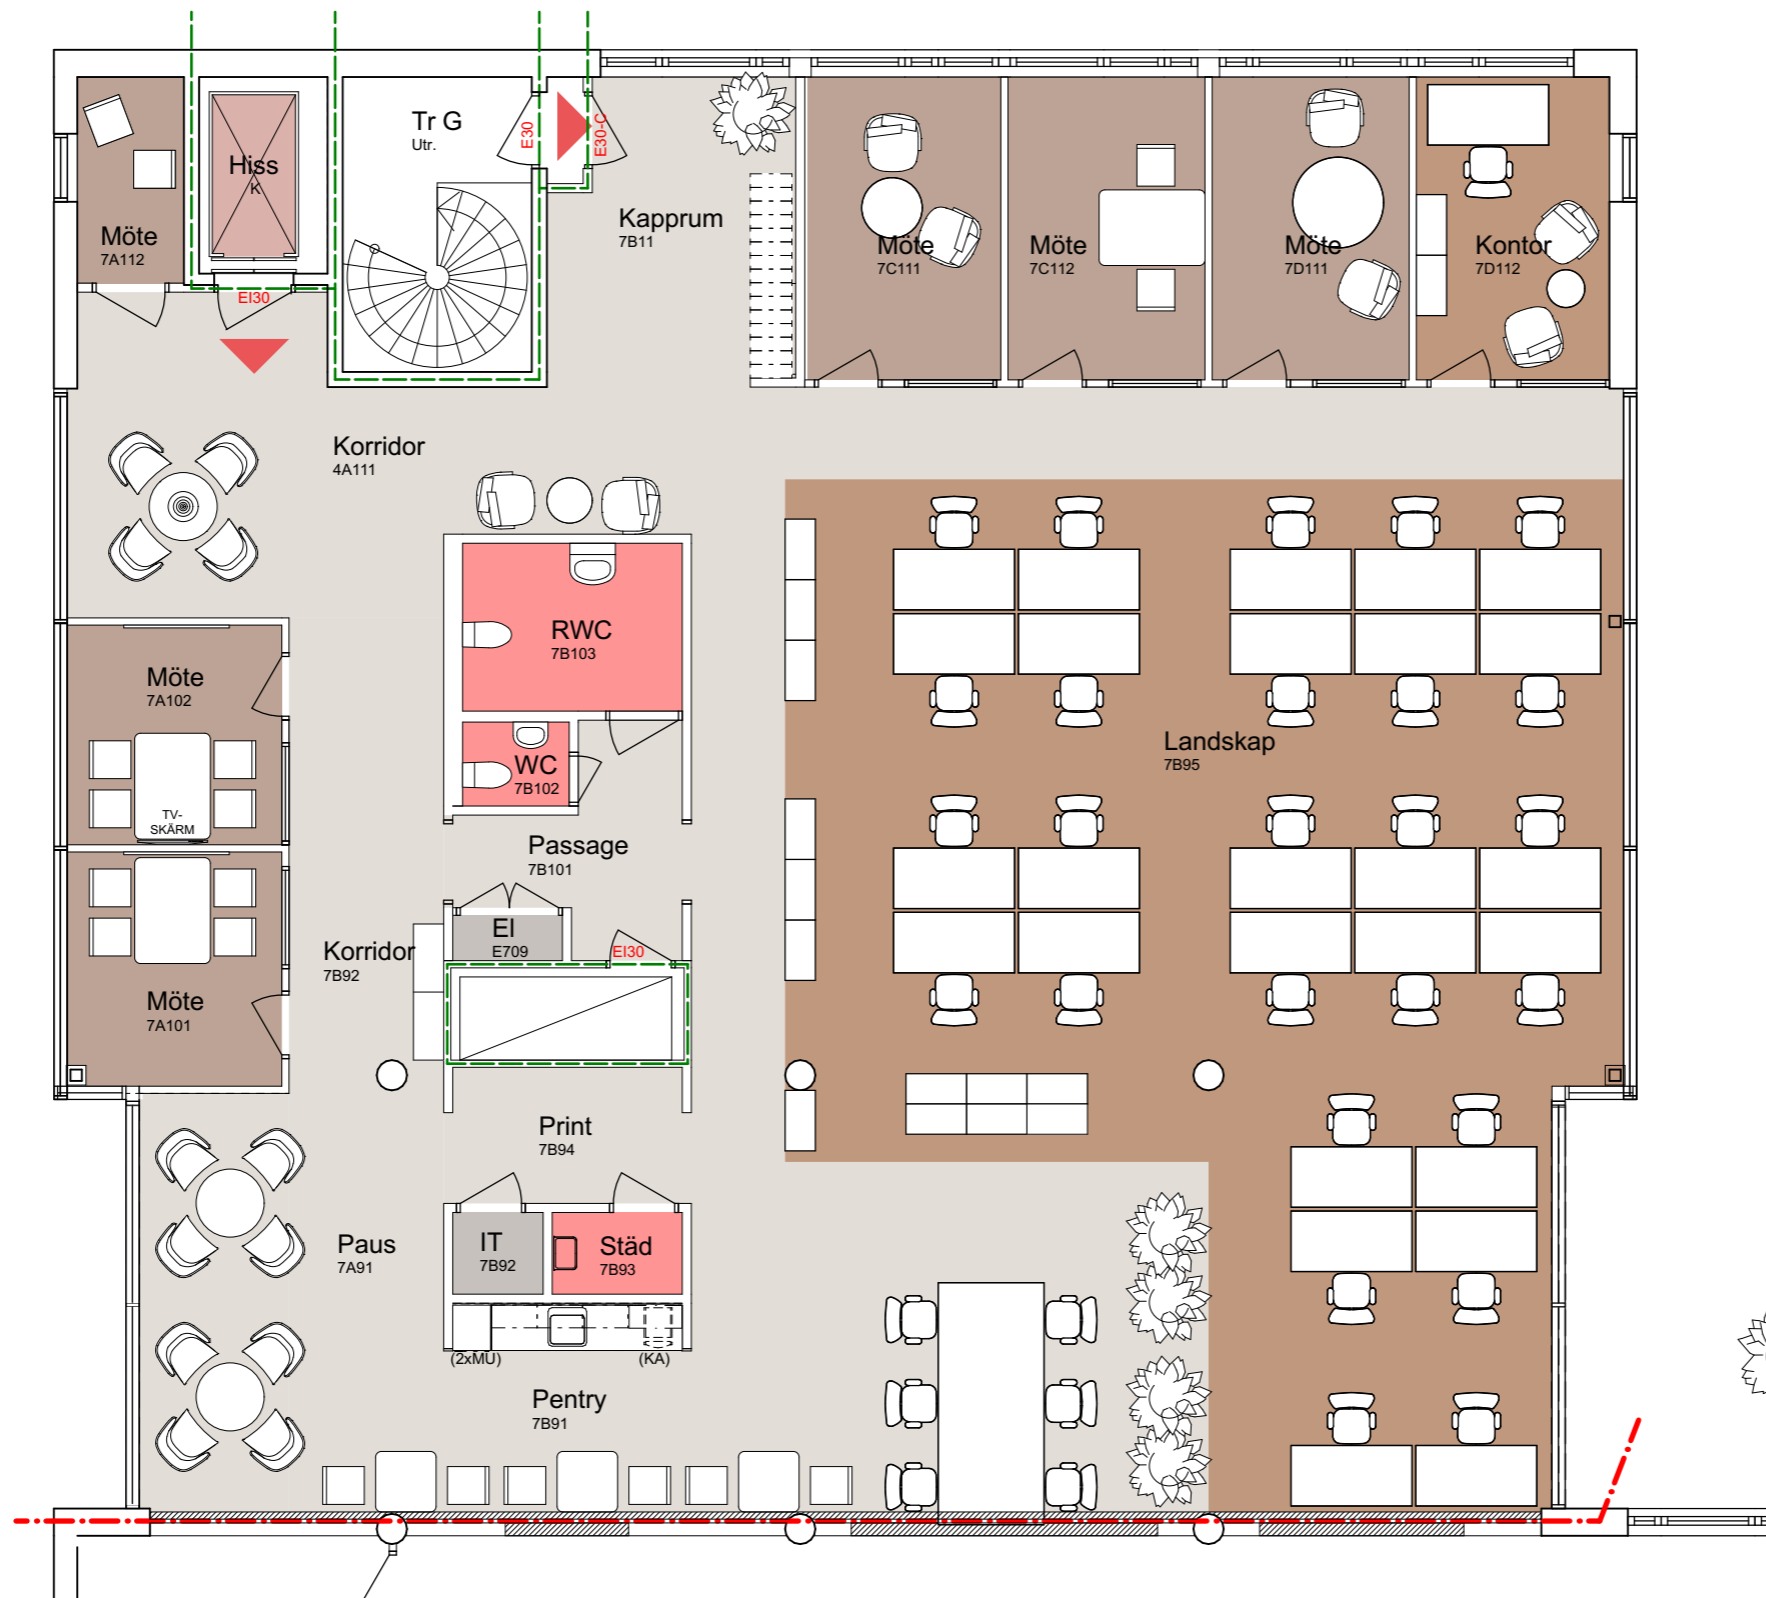 Tr G
Utr.
E30
E30-C
Hiss
K
Möte
7A112
EI30
Kapprum
7B11
Möte
7C111
Möte
7C112
Möte
7D111
Kontor
7D112
Korridor
4A111
RWC
7B103
Möte
7A102
WC
7B102
TV-
SKÄRM
Landskap
7B95
Passage
7B101
El
E709
EI30
Korridor
7B92
Möte
7A101
Print
7B94
Paus
7A91
IT
7B92
Städ
7B93
(2xMU)
(KA)
Pentry
7B91